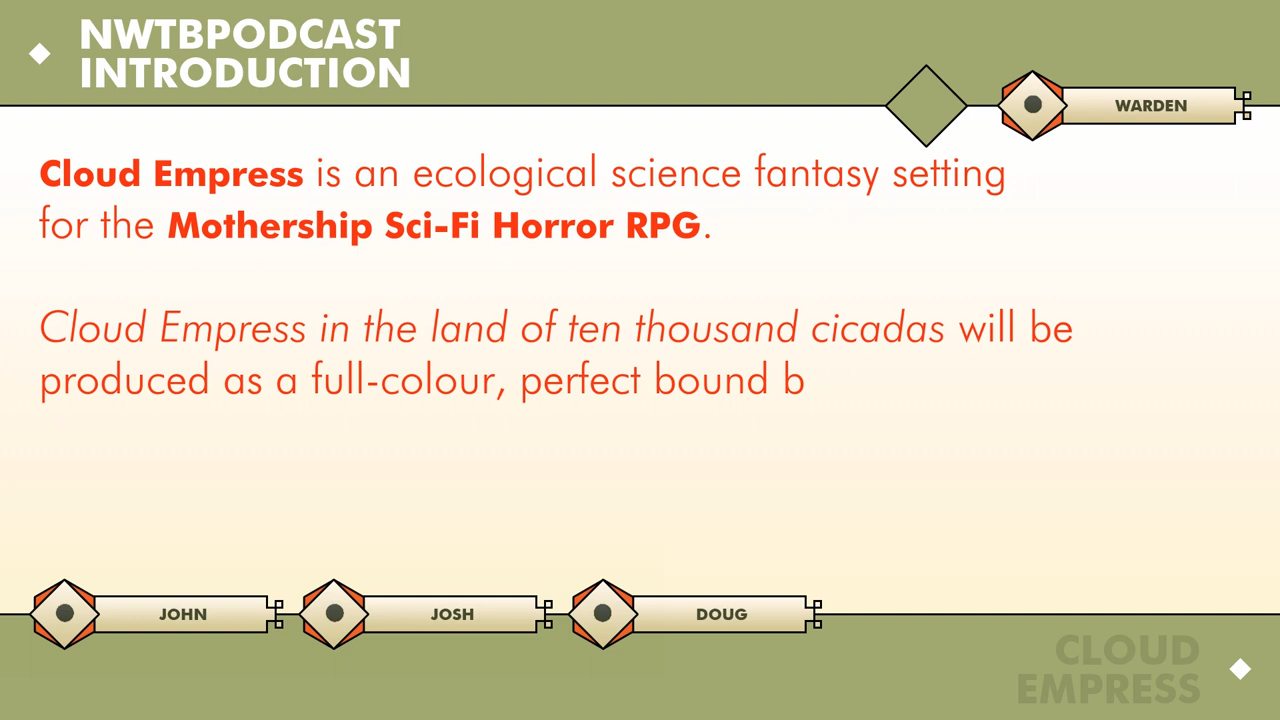 NWTBPODCAST
INTRODUCTION
WARDEN
Cloud Empress is an ecological science fantasy setting
for the Mothership Sci-Fi Horror RPG.
Cloud Empress in the land of ten thousand cicadas will be
produced as a full-colour, perfect bound b
JOHN
JOSH
DOUG
CLOUD
EMPRESS